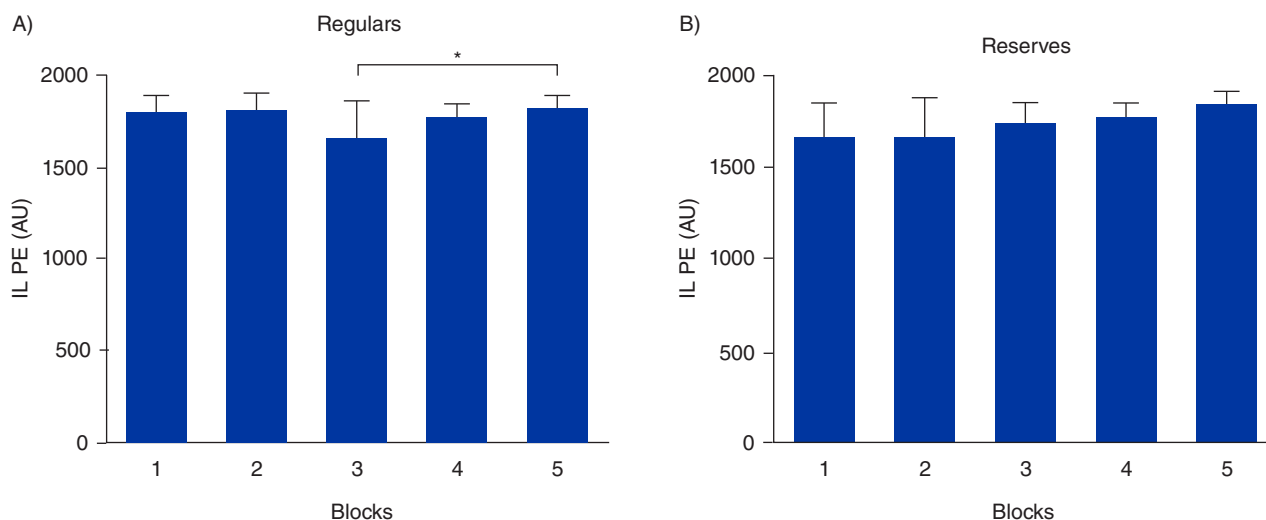 A)
Regulars
*
2000
1500
1000
500
0
IL PE (AU)
1 2 3 4 5
Blocks
B)
Reserves
2000
1500
1000
500
0
IL PE (AU)
1 2 3 4 5
Blocks